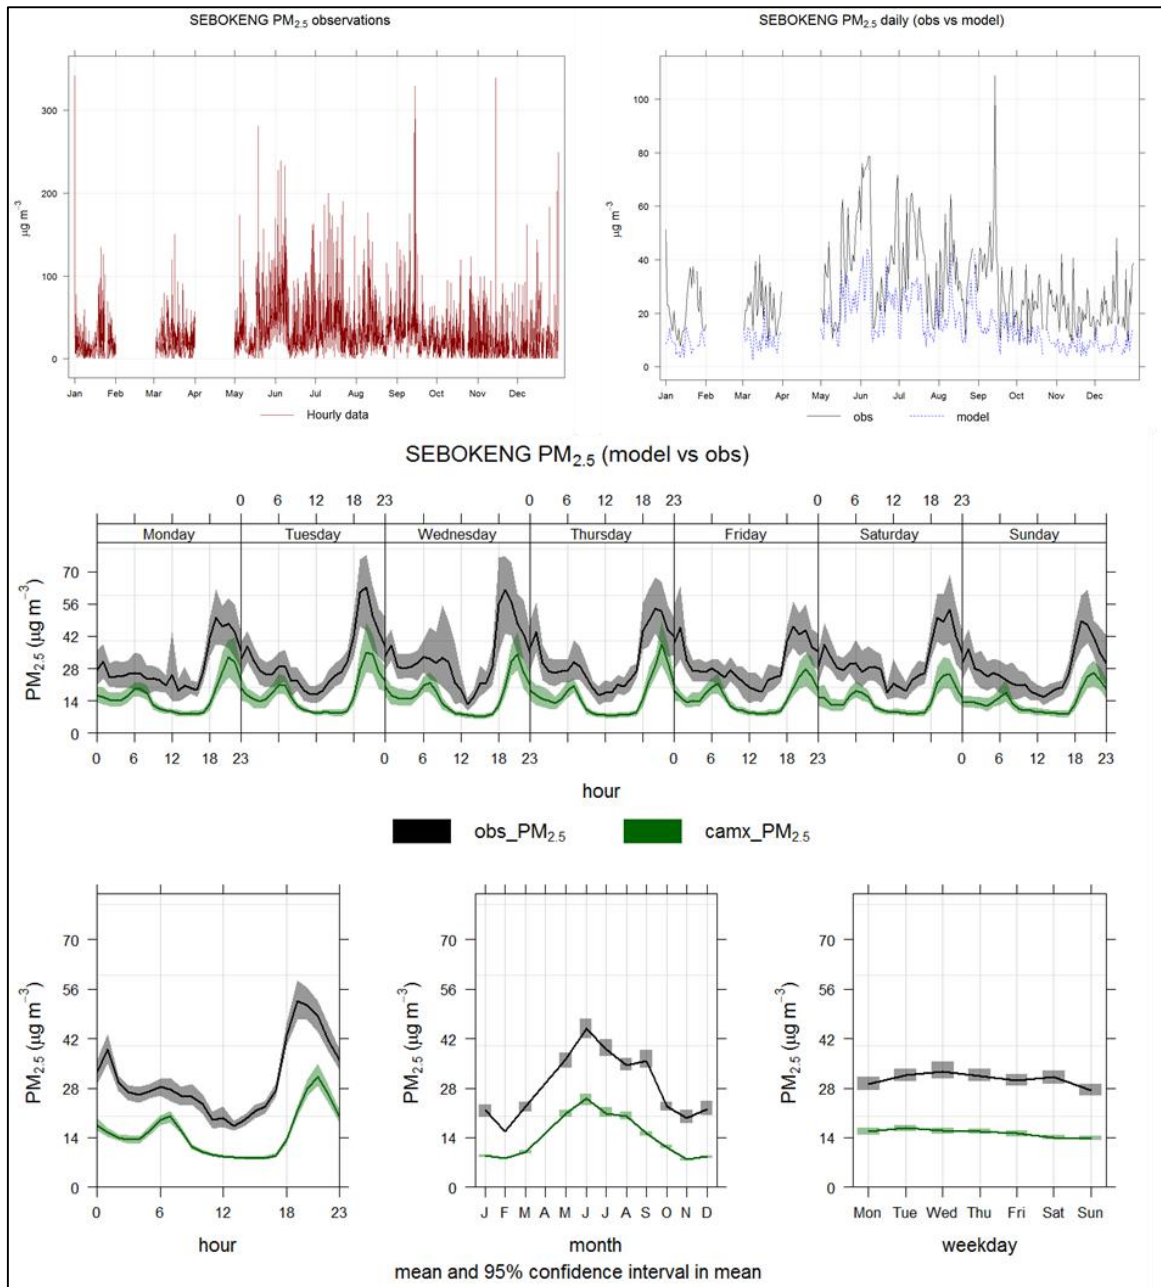 SEBOKENG PM2.5 observations
SEBOKENG PM2.5 daily (obs vs model)
300
200
100
0
µg m−3
Jan Feb Mar Apr May Jun Jul Aug Sep Oct Nov Dec
Hourly data
100
80
60
40
20
0
µg m−3
Jan Feb Mar Apr May Jun Jul Aug Sep Oct Nov Dec
obs model
SEBOKENG PM2.5 (model vs obs)
0 6 12 18 23 0 6 12 18 23 0 6 12 18 23
Monday Tuesday Wednesday Thursday Friday Saturday Sunday
70
56
42
28
14
0
PM2.5 (µg m−3)
0 6 12 18 23 0 6 12 18 23 0 6 12 18 23 0 6 12 18 23
hour
obs_PM2.5 camx_PM2.5
70
56
42
28
14
0
PM2.5 (µg m−3)
0 6 12 18 23
hour
70
56
42
28
14
0
PM2.5 (µg m−3)
J F M A M J J A S O N D
month
70
56
42
28
14
0
PM2.5 (µg m−3)
Mon Tue Wed Thu Fri Sat Sun
weekday
mean and 95% confidence interval in mean